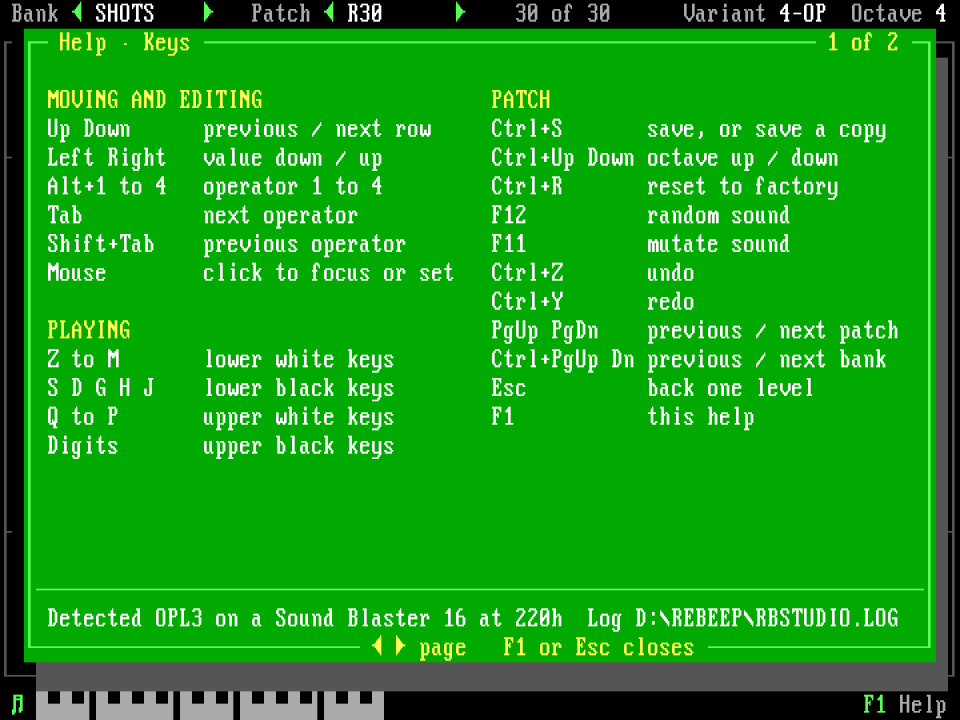 Bank SHOTS Patch R30 30 of 30 Variant 4-OP Octave 4
Help · Keys 1 of 2
MOVING AND EDITING
Up Down previous / next row
Left Right value down / up
Alt+1 to 4 operator 1 to 4
Tab next operator
Shift+Tab previous operator
Mouse click to focus or set
PLAYING
Z to M lower white keys
S D G H J lower black keys
Q to P upper white keys
Digits upper black keys
PATCH
Ctrl+S save, or save a copy
Ctrl+Up Down octave up / down
Ctrl+R reset to factory
F12 random sound
F11 mutate sound
Ctrl+Z undo
Ctrl+Y redo
PgUp PgDn previous / next patch
Ctrl+PgUp Dn previous / next bank
Esc back one level
F1 this help
Detected OPL3 on a Sound Blaster 16 at 220h Log D:\REBEEP\RBSTUDIO.LOG
page F1 or Esc closes
F1 Help